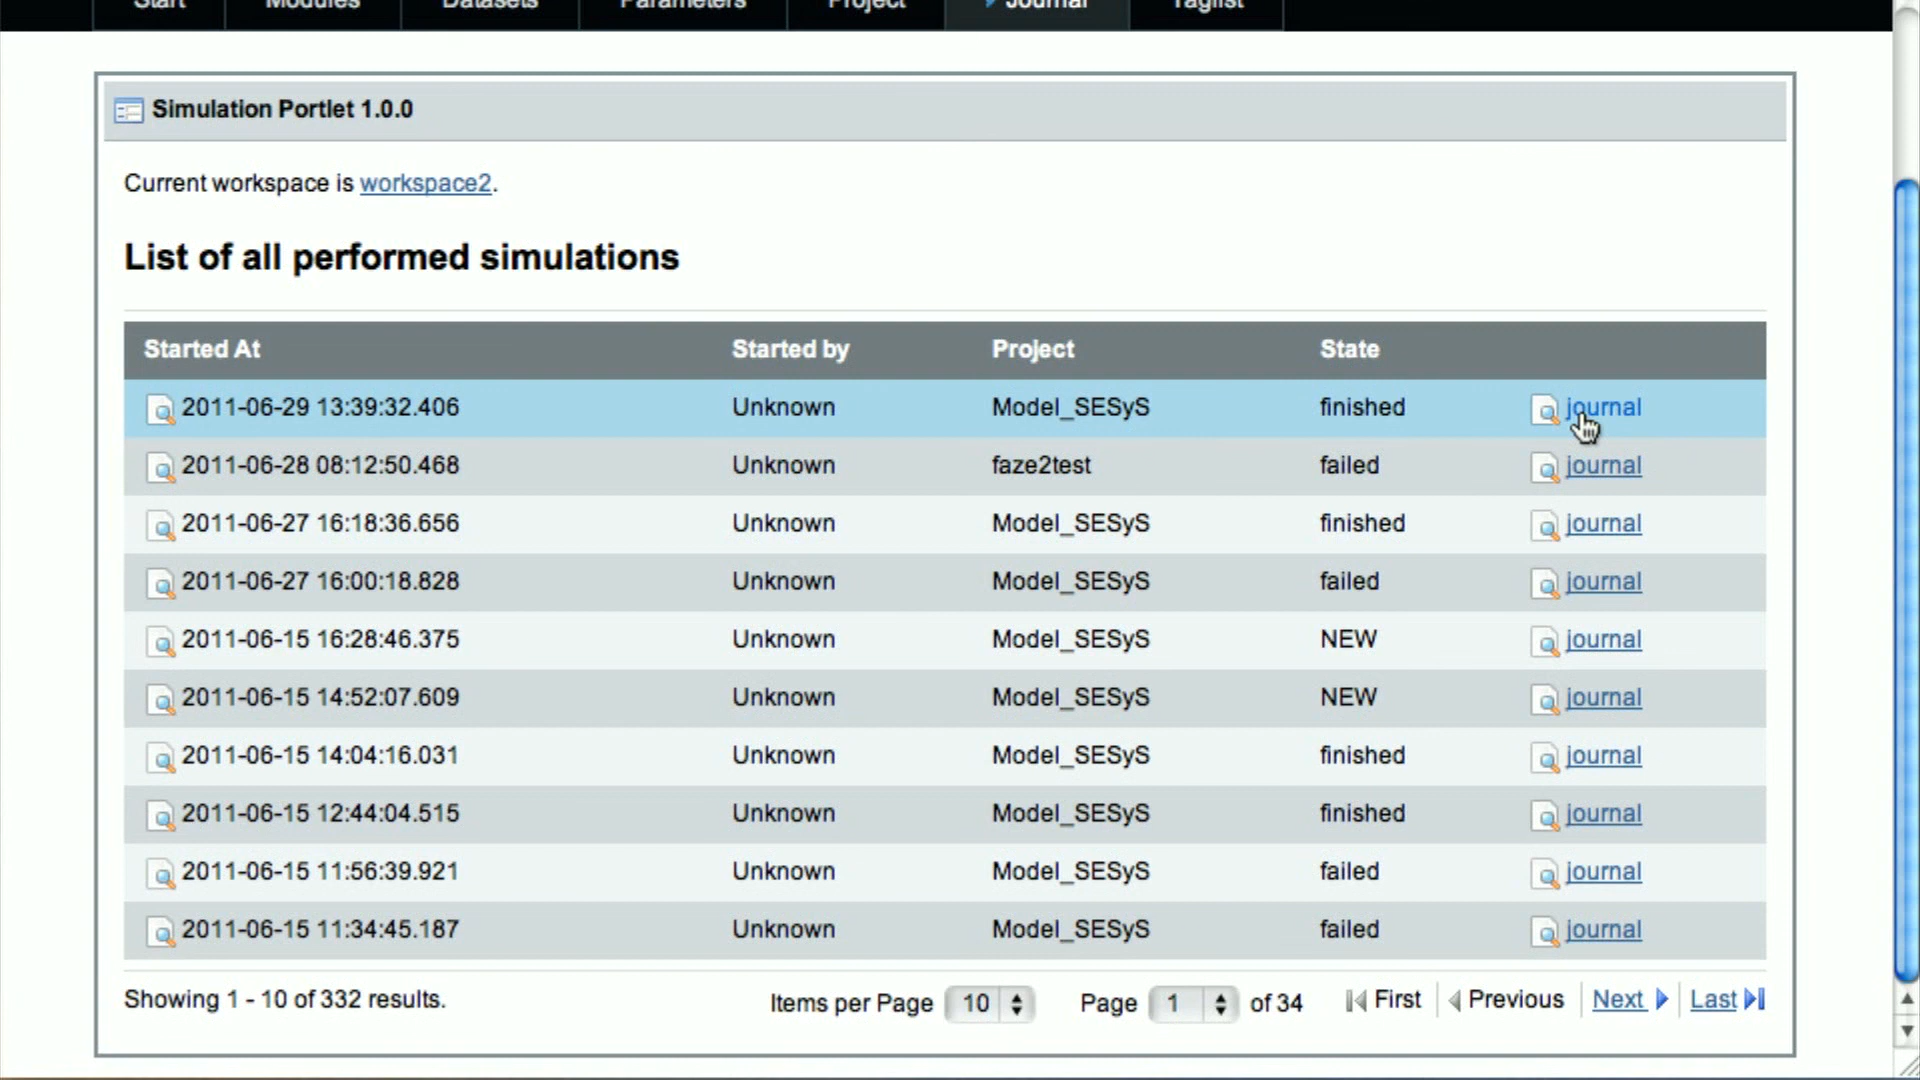 Start Modules Datasets Parameters Project Journal Taglist
Simulation Portlet 1.0.0
Current workspace is workspace2.
List of all performed simulations
Started At Started by Project State
2011-06-29 13:39:32.406 Unknown Model_SESyS finished journal
2011-06-28 08:12:50.468 Unknown faze2test failed journal
2011-06-27 16:18:36.656 Unknown Model_SESyS finished journal
2011-06-27 16:00:18.828 Unknown Model_SESyS failed journal
2011-06-15 16:28:46.375 Unknown Model_SESyS NEW journal
2011-06-15 14:52:07.609 Unknown Model_SESyS NEW journal
2011-06-15 14:04:16.031 Unknown Model_SESyS finished journal
2011-06-15 12:44:04.515 Unknown Model_SESyS finished journal
2011-06-15 11:56:39.921 Unknown Model_SESyS failed journal
2011-06-15 11:34:45.187 Unknown Model_SESyS failed journal
Showing 1 - 10 of 332 results. Items per Page 10 Page 1 of 34 First Previous Next Last